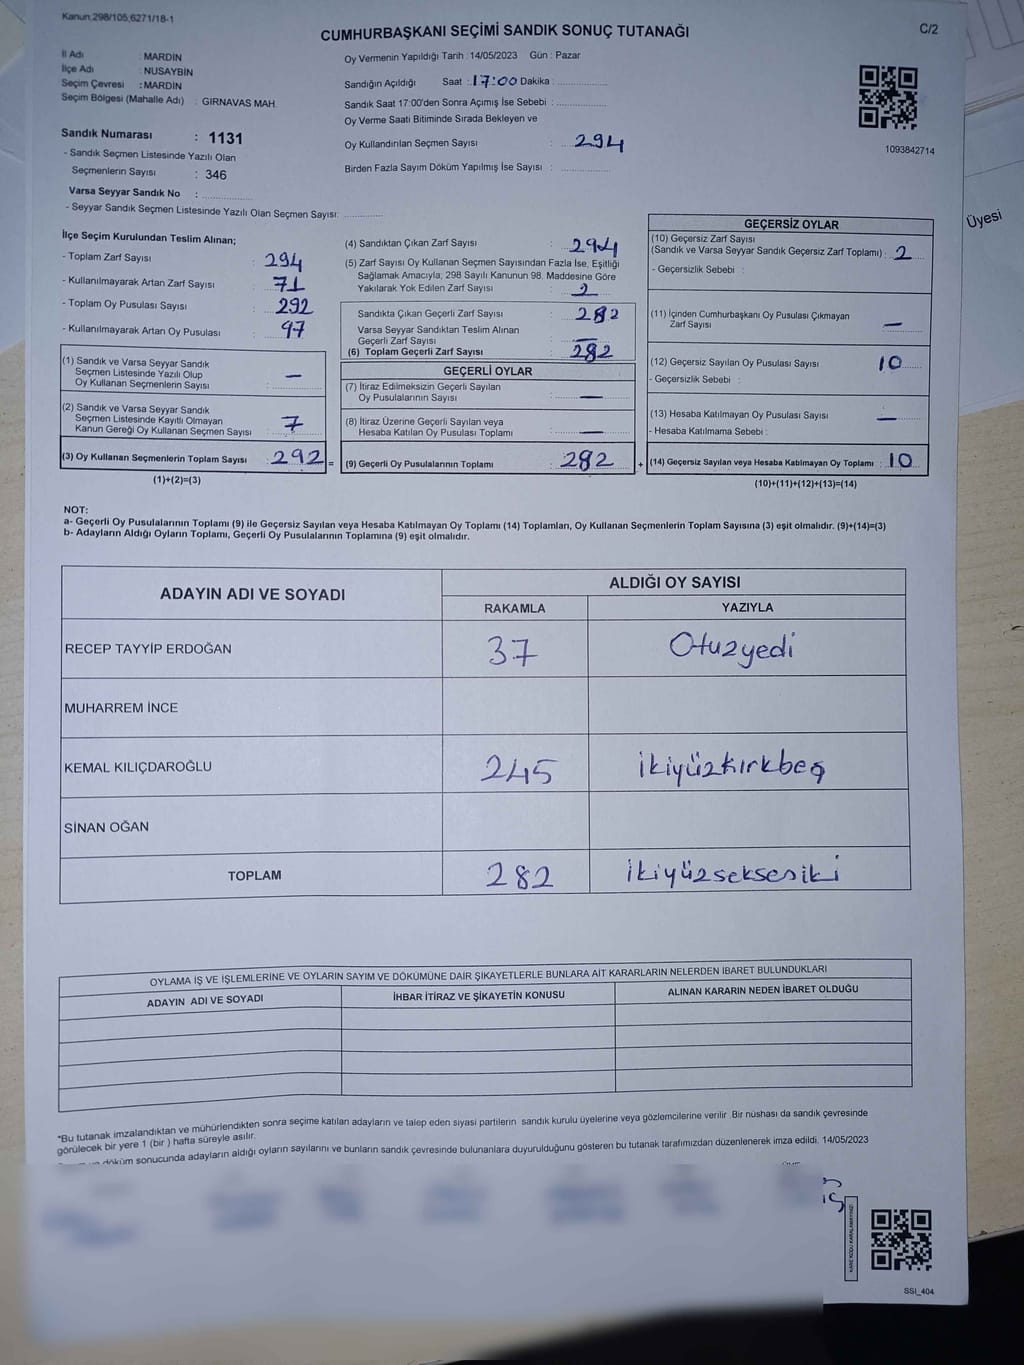 Kanun.298/105,6271/18-1
CUMHURBAŞKANI SEÇİMİ SANDIK SONUÇ TUTANAĞI
C/2
İl Adı : MARDİN
İlçe Adı : NUSAYBİN
Seçim Çevresi : MARDİN
Seçim Bölgesi (Mahalle Adı) : GIRNAVAS MAH.
Sandık Numarası : 1131
- Sandık Seçmen Listesinde Yazılı Olan
Seçmenlerin Sayısı : 346
Varsa Seyyar Sandık No :
- Seyyar Sandık Seçmen Listesinde Yazılı Olan Seçmen Sayısı:
Oy Vermenin Yapıldığı Tarih : 14/05/2023 Gün : Pazar
Sandığın Açıldığı Saat : 17:00 Dakika :
Sandık Saat 17:00'den Sonra Açımış İse Sebebi :
Oy Verme Saati Bitiminde Sırada Bekleyen ve
Oy Kullandırılan Seçmen Sayısı : 294
Birden Fazla Sayım Döküm Yapılmış İse Sayısı :
1093842714
Üyesi
İlçe Seçim Kurulundan Teslim Alınan;
- Toplam Zarf Sayısı : 294
- Kullanılmayarak Artan Zarf Sayısı : 71
- Toplam Oy Pusulası Sayısı : 292
- Kullanılmayarak Artan Oy Pusulası : 97
(1) Sandık ve Varsa Seyyar Sandık
Seçmen Listesinde Yazılı Olup
Oy Kullanan Seçmenlerin Sayısı : —
(2) Sandık ve Varsa Seyyar Sandık
Seçmen Listesinde Kayıtlı Olmayan
Kanun Gereği Oy Kullanan Seçmen Sayısı : 7
(3) Oy Kullanan Seçmenlerin Toplam Sayısı : 292 =
(1)+(2)=(3)
(4) Sandıktan Çıkan Zarf Sayısı : 294
(5) Zarf Sayısı Oy Kullanan Seçmen Sayısından Fazla İse, Eşitliği
Sağlamak Amacıyla; 298 Sayılı Kanunun 98. Maddesine Göre
Yakılarak Yok Edilen Zarf Sayısı : 2
Sandıkta Çıkan Geçerli Zarf Sayısı : 282
Varsa Seyyar Sandıktan Teslim Alınan
Geçerli Zarf Sayısı : —
(6) Toplam Geçerli Zarf Sayısı : 282
GEÇERLİ OYLAR
(7) İtiraz Edilmeksizin Geçerli Sayılan
Oy Pusulalarının Sayısı : —
(8) İtiraz Üzerine Geçerli Sayılan veya
Hesaba Katılan Oy Pusulası Toplamı : —
(9) Geçerli Oy Pusulalarının Toplamı : 282 +
GEÇERSİZ OYLAR
(10) Geçersiz Zarf Sayısı
(Sandık ve Varsa Seyyar Sandık Geçersiz Zarf Toplamı) : 2
- Geçersizlik Sebebi :
(11) İçinden Cumhurbaşkanı Oy Pusulası Çıkmayan
Zarf Sayısı : —
(12) Geçersiz Sayılan Oy Pusulası Sayısı : 10
- Geçersizlik Sebebi :
(13) Hesaba Katılmayan Oy Pusulası Sayısı : —
- Hesaba Katılmama Sebebi :
(14) Geçersiz Sayılan veya Hesaba Katılmayan Oy Toplamı : 10
(10)+(11)+(12)+(13)=(14)
NOT:
a- Geçerli Oy Pusulalarının Toplamı (9) ile Geçersiz Sayılan veya Hesaba Katılmayan Oy Toplamı (14) Toplamları, Oy Kullanan Seçmenlerin Toplam Sayısına (3) eşit olmalıdır. (9)+(14)=(3)
b- Adayların Aldığı Oyların Toplamı, Geçerli Oy Pusulalarının Toplamına (9) eşit olmalıdır.
ADAYIN ADI VE SOYADI
ALDIĞI OY SAYISI
RAKAMLA YAZIYLA
RECEP TAYYİP ERDOĞAN 37 Otuzyedi
MUHARREM İNCE
KEMAL KILIÇDAROĞLU 245 ikiyüzkırkbeş
SİNAN OĞAN
TOPLAM 282 ikiyüzseksesiki
OYLAMA İŞ VE İŞLEMLERİNE VE OYLARIN SAYIM VE DÖKÜMÜNE DAİR ŞİKAYETLERLE BUNLARA AİT KARARLARIN NELERDEN İBARET BULUNDUKLARI
ADAYIN ADI VE SOYADI İHBAR İTİRAZ VE ŞİKAYETİN KONUSU ALINAN KARARIN NEDEN İBARET OLDUĞU
*Bu tutanak imzalandıktan ve mühürlendikten sonra seçime katılan adayların ve talep eden siyasi partilerin sandık kurulu üyelerine veya gözlemcilerine verilir. Bir nüshası da sandık çevresinde
görülecek bir yere 1 (bir) hafta süreyle asılır.
döküm sonucunda adayların aldığı oyların sayılarını ve bunların sandık çevresinde bulunanlara duyurulduğunu gösteren bu tutanak tarafımızdan düzenlenerek imza edildi. 14/05/2023
KARE KODU KARALAMAYINIZ!
SSI_404